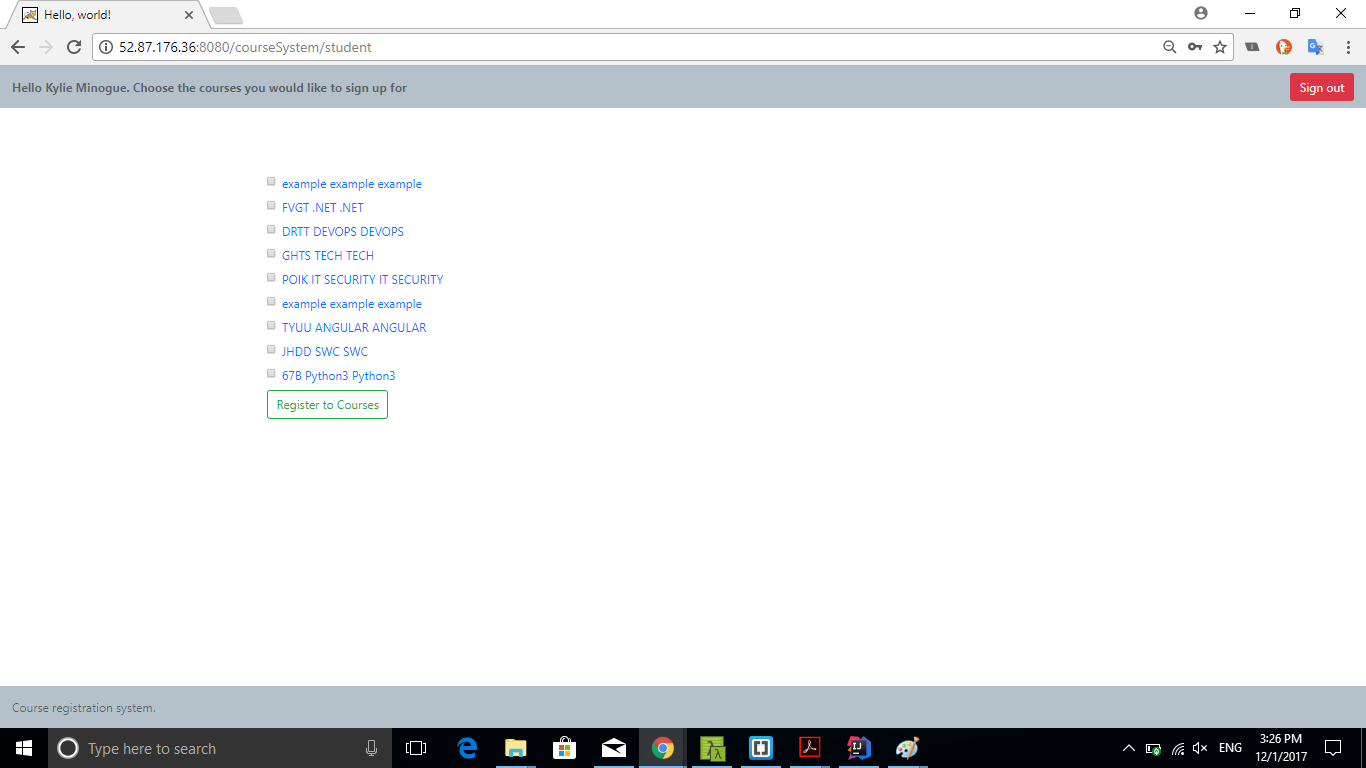 Hello, world!
52.87.176.36:8080/courseSystem/student
Hello Kylie Minogue. Choose the courses you would like to sign up for
Sign out
example example example
FVGT .NET .NET
DRTT DEVOPS DEVOPS
GHTS TECH TECH
POIK IT SECURITY IT SECURITY
example example example
TYUU ANGULAR ANGULAR
JHDD SWC SWC
67B Python3 Python3
Register to Courses
Course registration system.
Type here to search
ENG
3:26 PM
12/1/2017